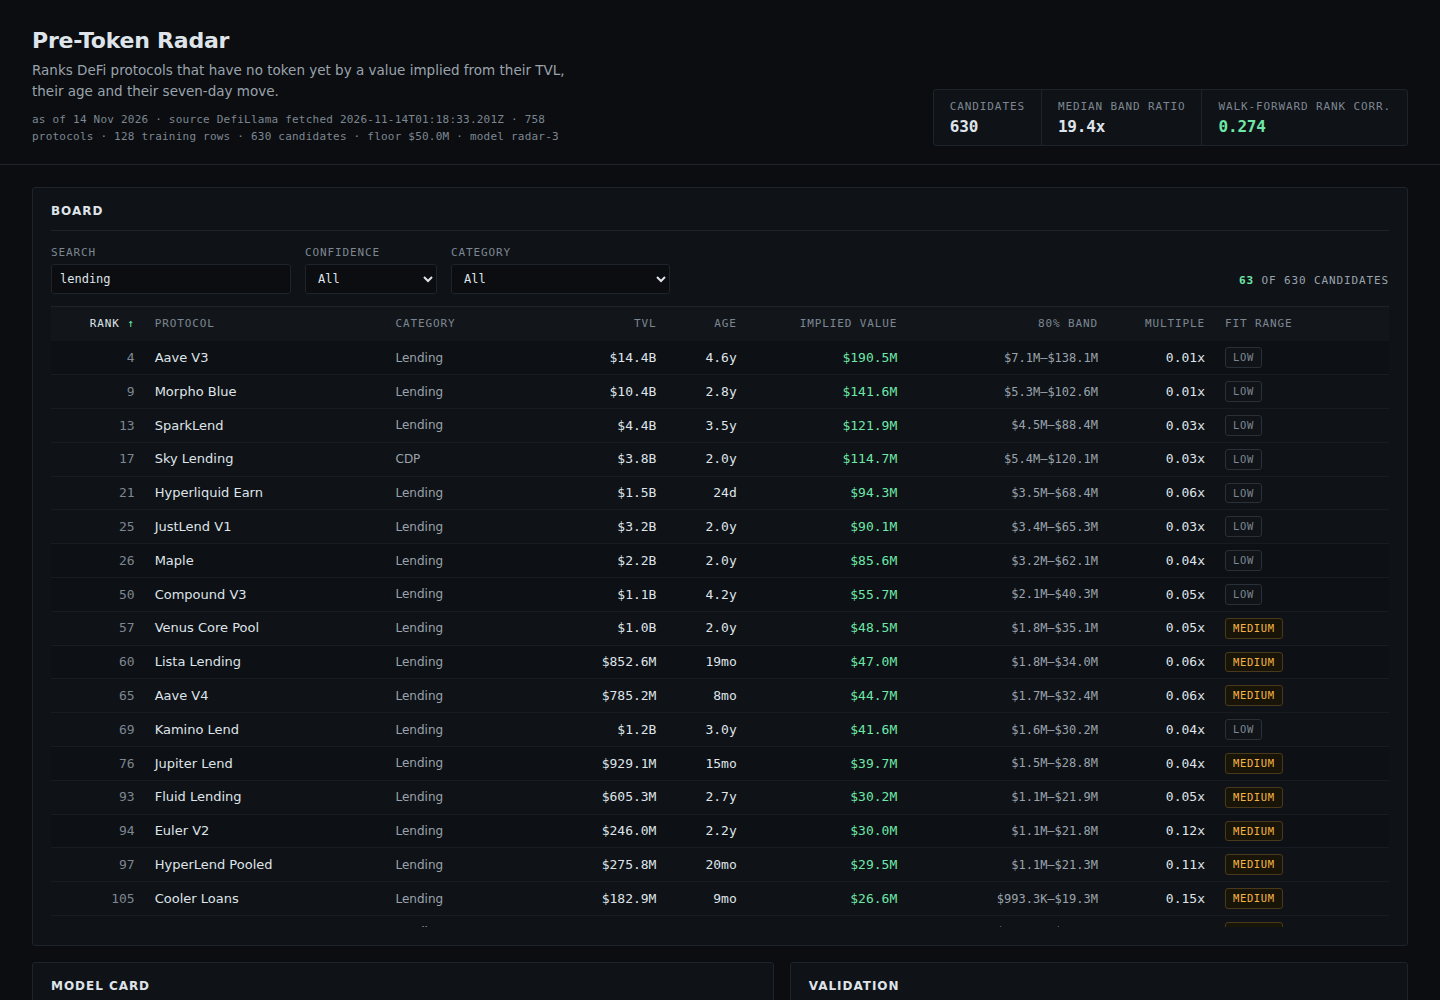 Pre-Token Radar
Ranks DeFi protocols that have no token yet by a value implied from their TVL,
their age and their seven-day move.
as of 14 Nov 2026 · source DefiLlama fetched 2026-11-14T01:18:33.201Z · 758
protocols · 128 training rows · 630 candidates · floor $50.0M · model radar-3
CANDIDATES MEDIAN BAND RATIO WALK-FORWARD RANK CORR.
630 19.4x 0.274
BOARD
SEARCH CONFIDENCE CATEGORY
lending All All 63 OF 630 CANDIDATES
RANK ↑ PROTOCOL CATEGORY TVL AGE IMPLIED VALUE 80% BAND MULTIPLE FIT RANGE
4 Aave V3 Lending $14.4B 4.6y $190.5M $7.1M–$138.1M 0.01x LOW
9 Morpho Blue Lending $10.4B 2.8y $141.6M $5.3M–$102.6M 0.01x LOW
13 SparkLend Lending $4.4B 3.5y $121.9M $4.5M–$88.4M 0.03x LOW
17 Sky Lending CDP $3.8B 2.0y $114.7M $5.4M–$120.1M 0.03x LOW
21 Hyperliquid Earn Lending $1.5B 24d $94.3M $3.5M–$68.4M 0.06x LOW
25 JustLend V1 Lending $3.2B 2.0y $90.1M $3.4M–$65.3M 0.03x LOW
26 Maple Lending $2.2B 2.0y $85.6M $3.2M–$62.1M 0.04x LOW
50 Compound V3 Lending $1.1B 4.2y $55.7M $2.1M–$40.3M 0.05x LOW
57 Venus Core Pool Lending $1.0B 2.0y $48.5M $1.8M–$35.1M 0.05x MEDIUM
60 Lista Lending Lending $852.6M 19mo $47.0M $1.8M–$34.0M 0.06x MEDIUM
65 Aave V4 Lending $785.2M 8mo $44.7M $1.7M–$32.4M 0.06x MEDIUM
69 Kamino Lend Lending $1.2B 3.0y $41.6M $1.6M–$30.2M 0.04x LOW
76 Jupiter Lend Lending $929.1M 15mo $39.7M $1.5M–$28.8M 0.04x MEDIUM
93 Fluid Lending Lending $605.3M 2.7y $30.2M $1.1M–$21.9M 0.05x MEDIUM
94 Euler V2 Lending $246.0M 2.2y $30.0M $1.1M–$21.8M 0.12x MEDIUM
97 HyperLend Pooled Lending $275.8M 20mo $29.5M $1.1M–$21.3M 0.11x MEDIUM
105 Cooler Loans Lending $182.9M 9mo $26.6M $993.3K–$19.3M 0.15x MEDIUM
MODEL CARD VALIDATION